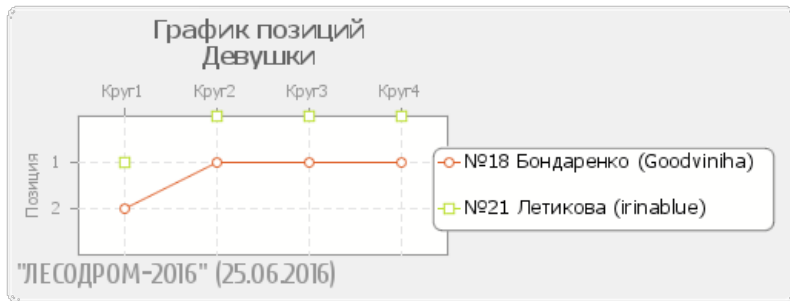 График позиций
Девушки
Круг1 Круг2 Круг3 Круг4
Позиция
1
2
№18 Бондаренко (Goodviniha)
№21 Летикова (irinablue)
"ЛЕСОДРОМ-2016" (25.06.2016)